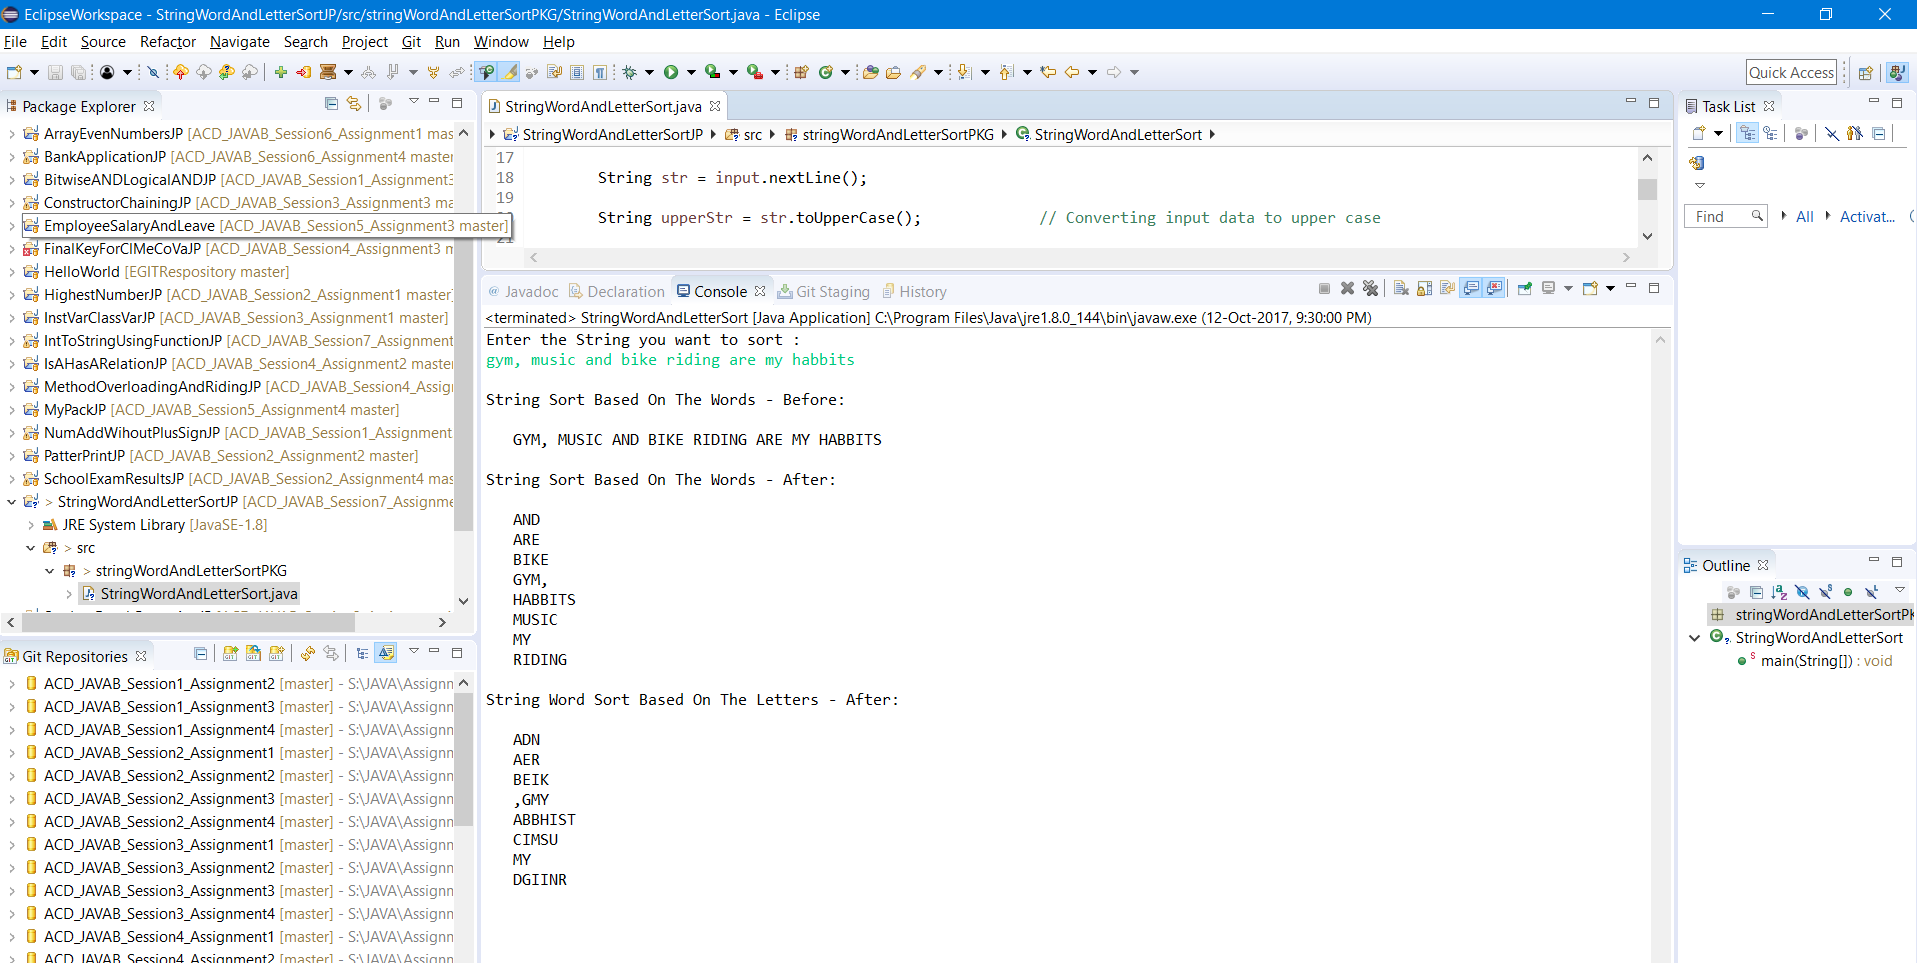 EclipseWorkspace - StringWordAndLetterSortJP/src/stringWordAndLetterSortPKG/StringWordAndLetterSort.java - Eclipse
File Edit Source Refactor Navigate Search Project Git Run Window Help
Quick Access
Package Explorer
ArrayEvenNumbersJP [ACD_JAVAB_Session6_Assignment1 mas
BankApplicationJP [ACD_JAVAB_Session6_Assignment4 master
BitwiseANDLogicalANDJP [ACD_JAVAB_Session1_Assignment3
ConstructorChainingJP [ACD_JAVAB_Session3_Assignment3 ma
EmployeeSalaryAndLeave [ACD_JAVAB_Session5_Assignment3 master]
FinalKeyForClMeCoVaJP [ACD_JAVAB_Session4_Assignment3 m
HelloWorld [EGITRespository master]
HighestNumberJP [ACD_JAVAB_Session2_Assignment1 master]
InstVarClassVarJP [ACD_JAVAB_Session3_Assignment1 master]
IntToStringUsingFunctionJP [ACD_JAVAB_Session7_Assignment
IsAHasARelationJP [ACD_JAVAB_Session4_Assignment2 master
MethodOverloadingAndRidingJP [ACD_JAVAB_Session4_Assig
MyPackJP [ACD_JAVAB_Session5_Assignment4 master]
NumAddWihoutPlusSignJP [ACD_JAVAB_Session1_Assignment
PatterPrintJP [ACD_JAVAB_Session2_Assignment2 master]
SchoolExamResultsJP [ACD_JAVAB_Session2_Assignment4 mas
> StringWordAndLetterSortJP [ACD_JAVAB_Session7_Assignme
JRE System Library [JavaSE-1.8]
> src
> stringWordAndLetterSortPKG
StringWordAndLetterSort.java
Git Repositories
ACD_JAVAB_Session1_Assignment2 [master] - S:\JAVA\Assignn
ACD_JAVAB_Session1_Assignment3 [master] - S:\JAVA\Assignn
ACD_JAVAB_Session1_Assignment4 [master] - S:\JAVA\Assignn
ACD_JAVAB_Session2_Assignment1 [master] - S:\JAVA\Assignn
ACD_JAVAB_Session2_Assignment2 [master] - S:\JAVA\Assignn
ACD_JAVAB_Session2_Assignment3 [master] - S:\JAVA\Assignn
ACD_JAVAB_Session2_Assignment4 [master] - S:\JAVA\Assignn
ACD_JAVAB_Session3_Assignment1 [master] - S:\JAVA\Assignn
ACD_JAVAB_Session3_Assignment2 [master] - S:\JAVA\Assignn
ACD_JAVAB_Session3_Assignment3 [master] - S:\JAVA\Assignn
ACD_JAVAB_Session3_Assignment4 [master] - S:\JAVA\Assignn
ACD_JAVAB_Session4_Assignment1 [master] - S:\JAVA\Assignn
ACD_JAVAB_Session4_Assignment2 [master] - S:\JAVA\Assignn
StringWordAndLetterSort.java
StringWordAndLetterSortJP src stringWordAndLetterSortPKG StringWordAndLetterSort
17
18 String str = input.nextLine();
19
String upperStr = str.toUpperCase(); // Converting input data to upper case
21
Javadoc Declaration Console Git Staging History
<terminated> StringWordAndLetterSort [Java Application] C:\Program Files\Java\jre1.8.0_144\bin\javaw.exe (12-Oct-2017, 9:30:00 PM)
Enter the String you want to sort :
gym, music and bike riding are my habbits
String Sort Based On The Words - Before:
GYM, MUSIC AND BIKE RIDING ARE MY HABBITS
String Sort Based On The Words - After:
AND
ARE
BIKE
GYM,
HABBITS
MUSIC
MY
RIDING
String Word Sort Based On The Letters - After:
ADN
AER
BEIK
,GMY
ABBHIST
CIMSU
MY
DGIINR
Task List
Find All Activat...
Outline
stringWordAndLetterSortPK
StringWordAndLetterSort
main(String[]) : void